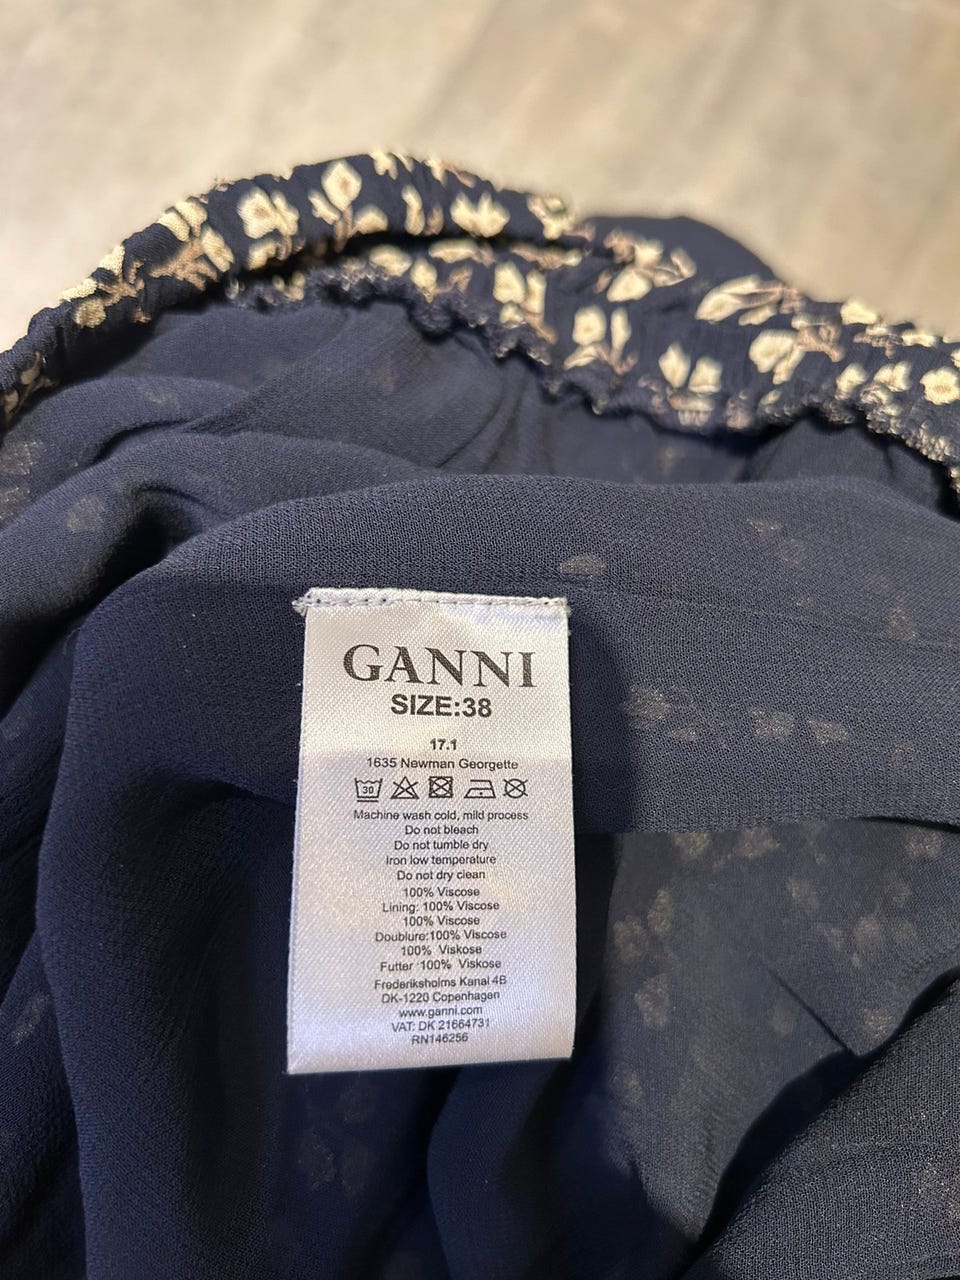 GANNI
SIZE:38
17.1
1635 Newman Georgette
30
Machine wash cold, mild process
Do not bleach
Do not tumble dry
Iron low temperature
Do not dry clean
100% Viscose
Lining: 100% Viscose
100% Viscose
Doublure:100% Viscose
100% Viskose
Futter 100% Viskose
Frederiksholms Kanal 4B
DK-1220 Copenhagen
www.ganni.com
VAT: DK 21664731
RN146256